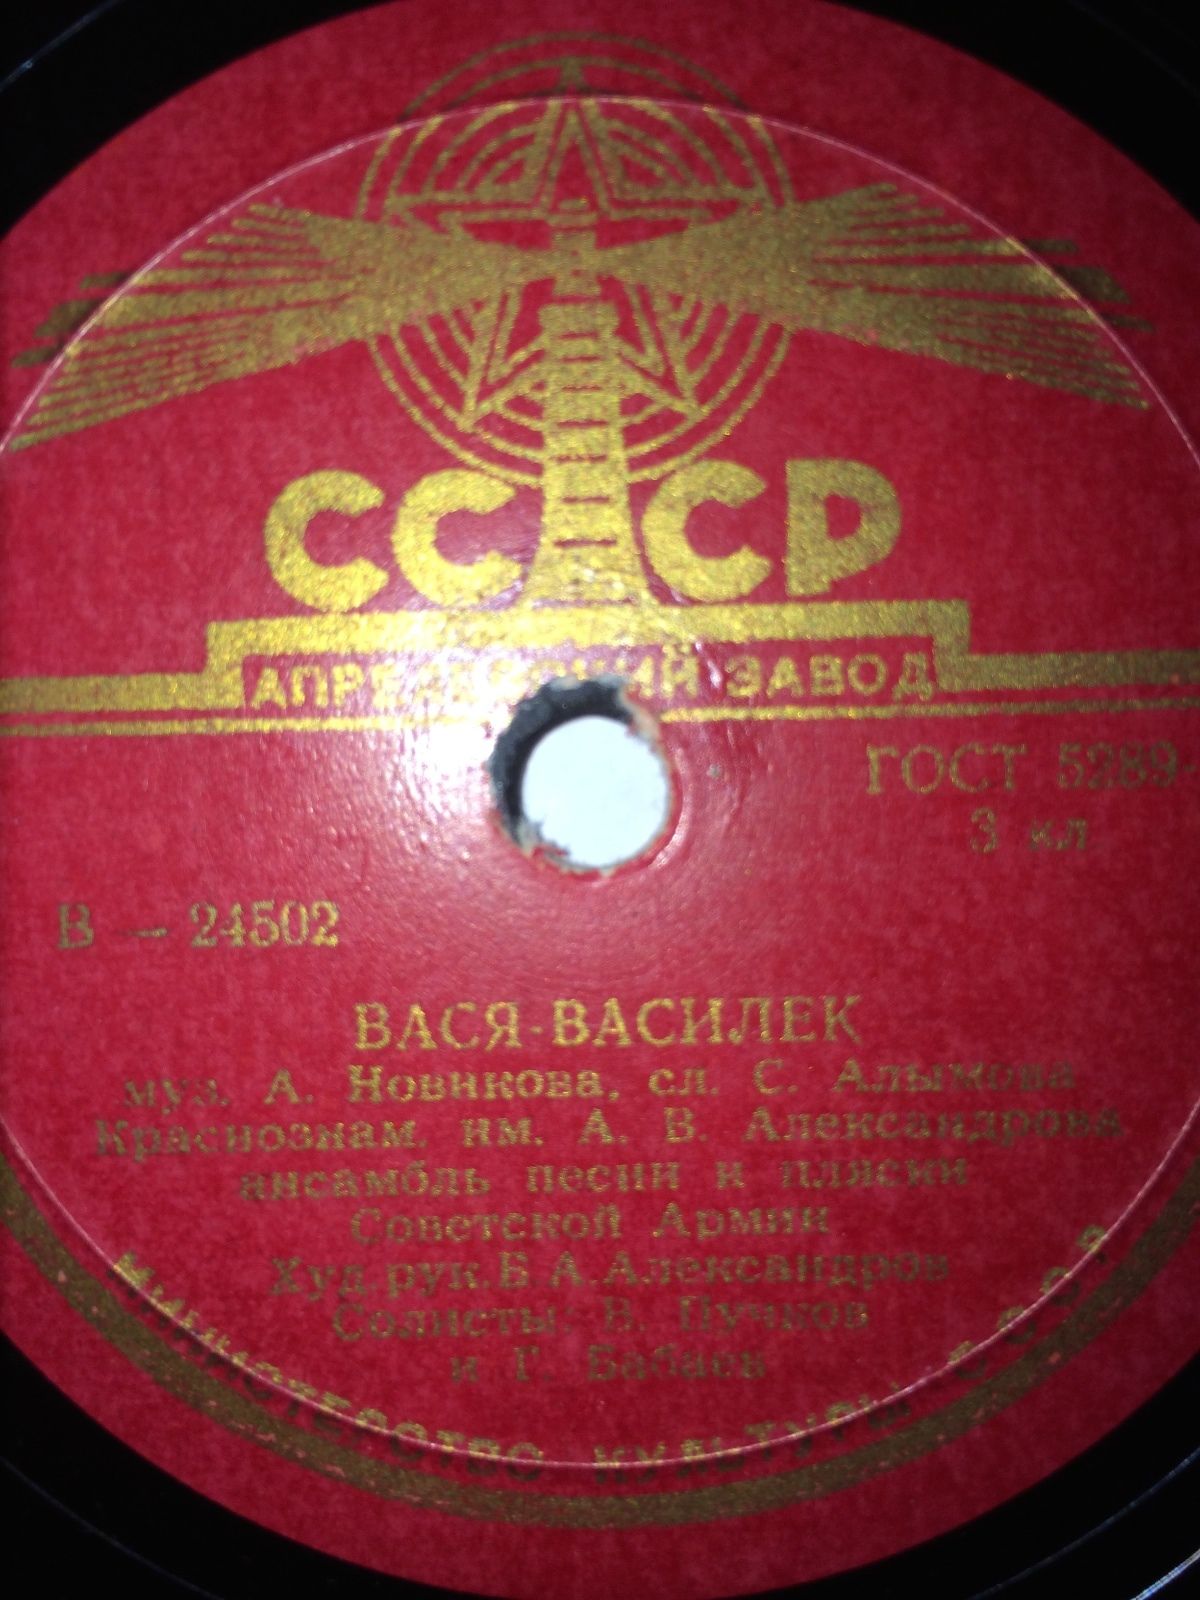 СССР
АПРЕЛЕВСКИЙ ЗАВОД
ГОСТ 5289-
3 кл
В — 24502
ВАСЯ-ВАСИЛЕК
муз. А. Новикова, сл. С. Алымова
Краснознам. им. А. В. Александрова
ансамбль песни и пляски
Советской Армии
Худ.рук.Б.А.Александров
Солисты: В. Пучков
и Г. Бабаев
МИНИСТЕРСТВО КУЛЬТУРЫ СССР